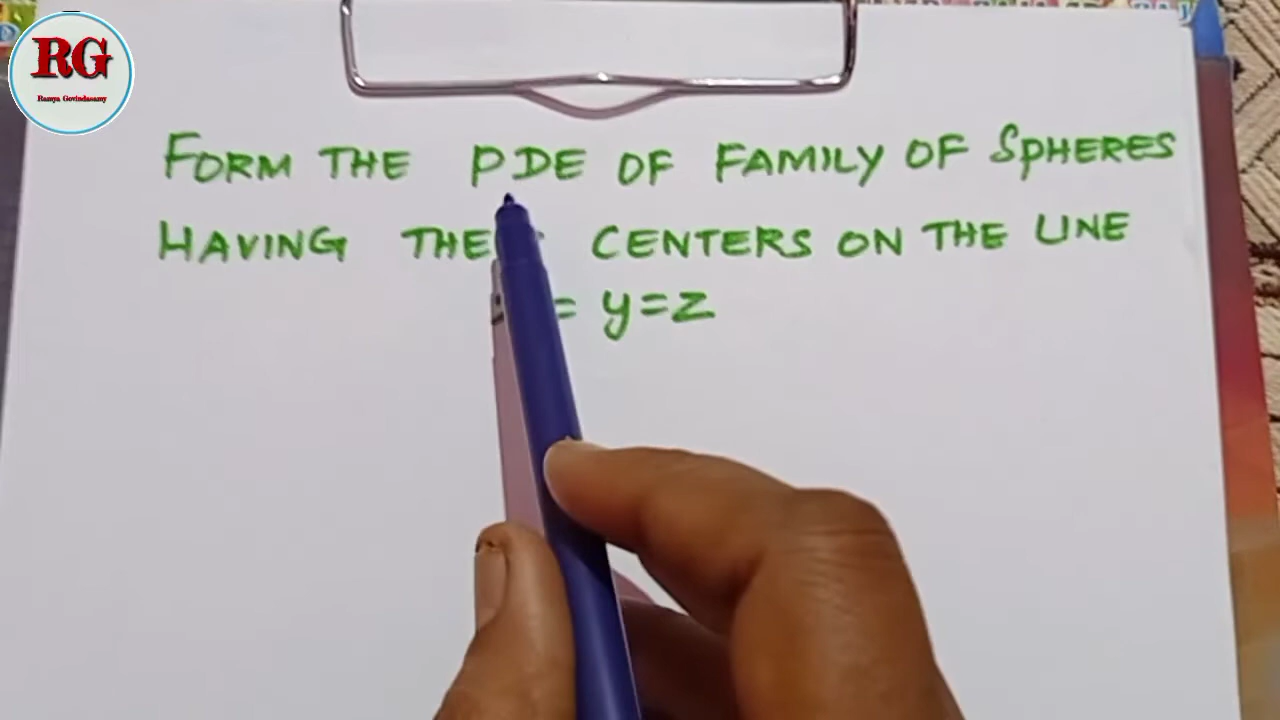 RG
Ramya Govindasamy
FORM THE PDE OF FAMILY OF SPHERES
HAVING THE CENTERS ON THE LINE
= y = z